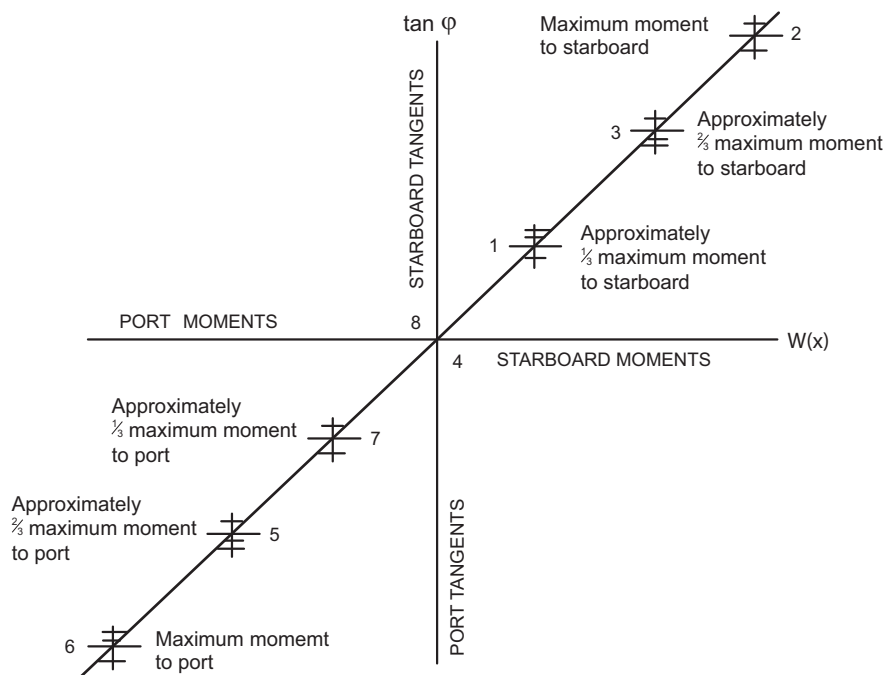 tan φ
Maximum moment
to starboard
2
STARBOARD TANGENTS
3
Approximately
⅔ maximum moment
to starboard
1
Approximately
⅓ maximum moment
to starboard
PORT MOMENTS
8
W(x)
4
STARBOARD MOMENTS
Approximately
⅓ maximum moment
to port
7
Approximately
⅔ maximum moment
to port
5
PORT TANGENTS
6
Maximum momemt
to port